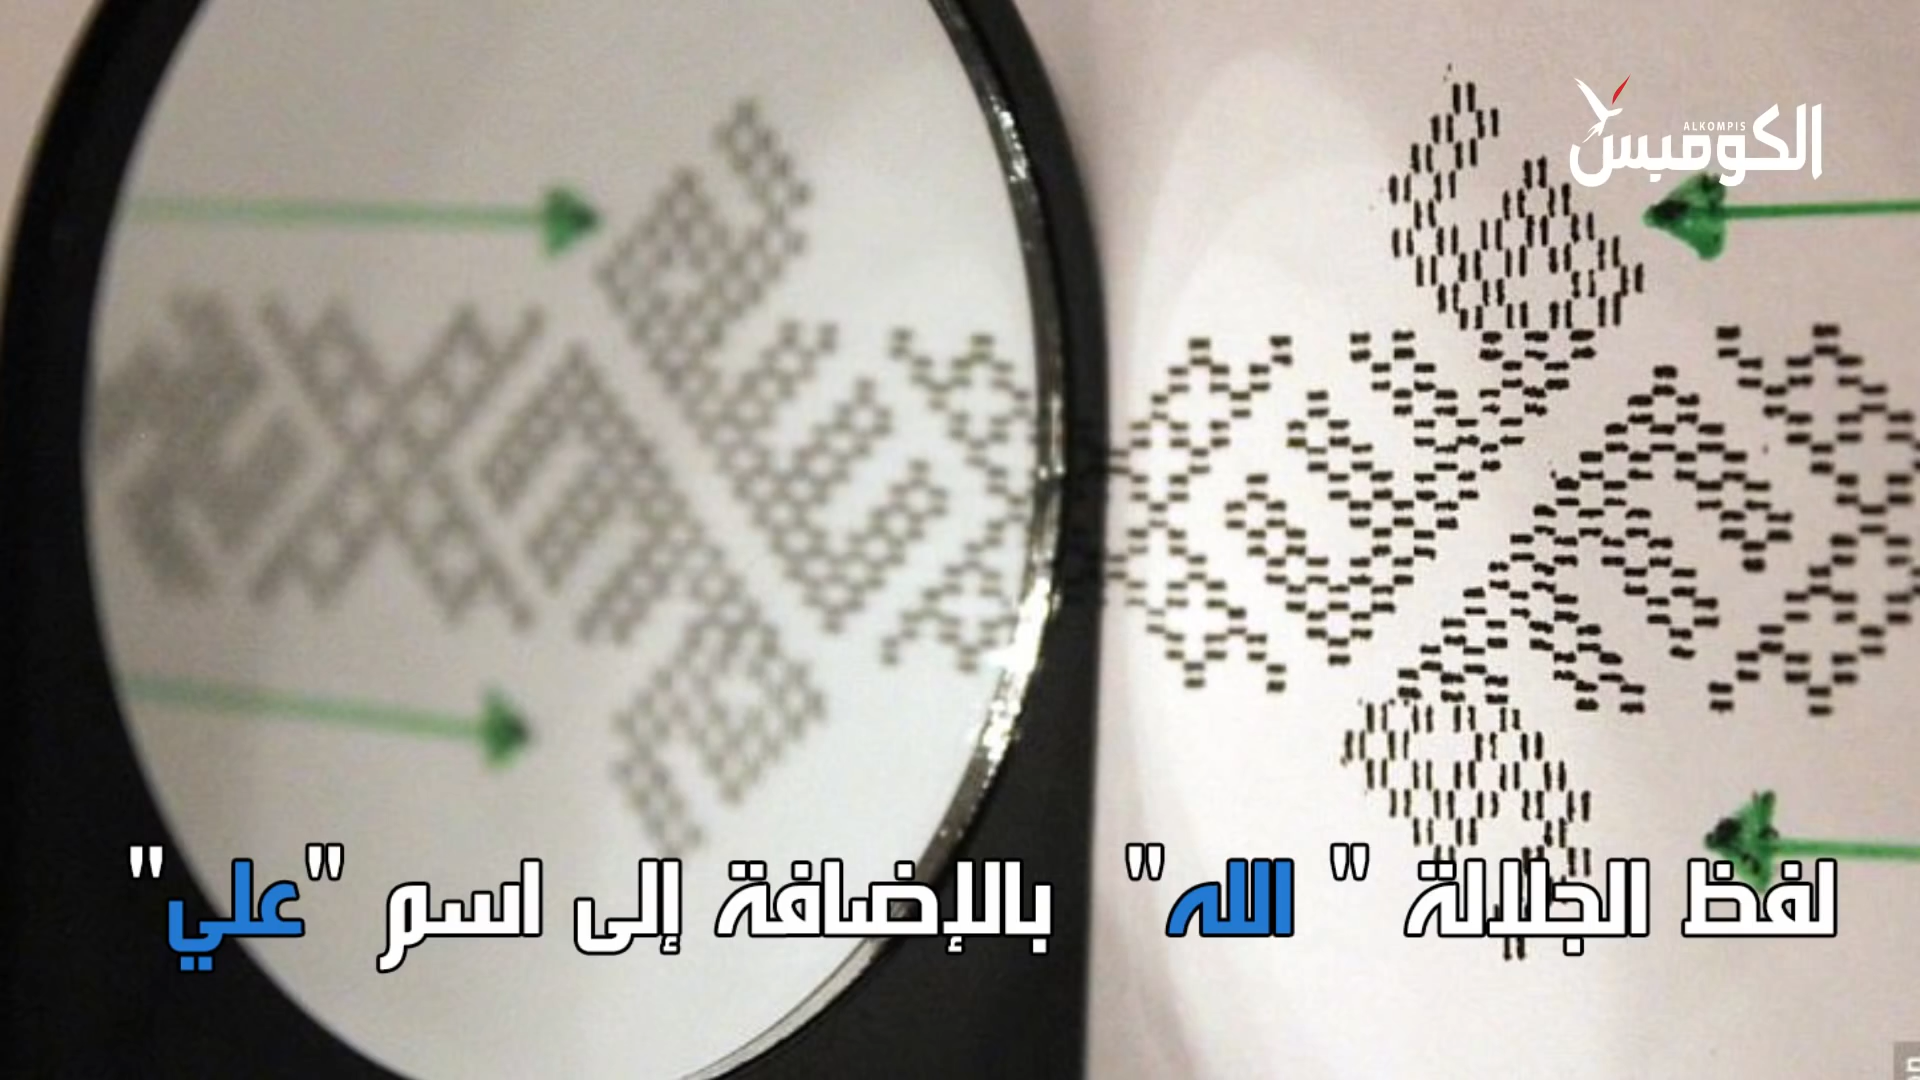 الكومبس
ALKOMPIS
لفظ الجلالة " الله" بالإضافة إلى اسم "علي"